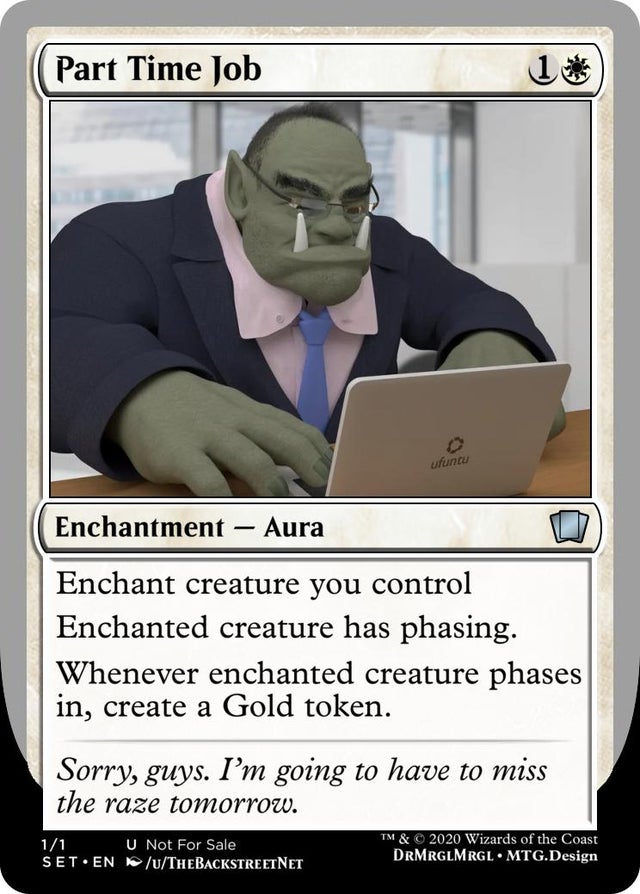 Part Time Job 1
ufuntu
Enchantment — Aura
Enchant creature you control
Enchanted creature has phasing.
Whenever enchanted creature phases
in, create a Gold token.
Sorry, guys. I'm going to have to miss
the raze tomorrow.
1/1 U Not For Sale ™ & © 2020 Wizards of the Coast
SET • EN /U/THEBACKSTREETNET DRMRGLMRGL • MTG.DESIGN